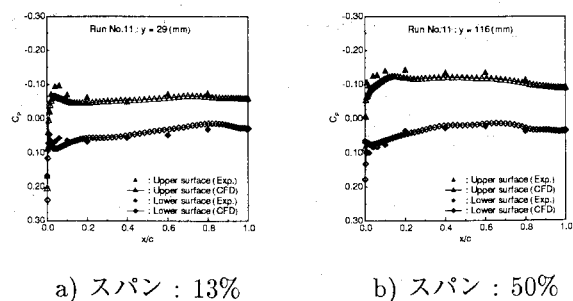 Run No.11 : y = 29 (mm)
-0.30
-0.20
-0.10
0.00
0.10
0.20
0.30
Cp
: Upper surface (Exp.)
: Upper surface (CFD)
: Lower surface (Exp.)
: Lower surface (CFD)
0.0 0.2 0.4 0.6 0.8 1.0
x/c
a) スパン : 13%
Run No.11 : y = 116 (mm)
-0.30
-0.20
-0.10
0.00
0.10
0.20
0.30
Cp
: Upper surface (Exp.)
: Upper surface (CFD)
: Lower surface (Exp.)
: Lower surface (CFD)
0.0 0.2 0.4 0.6 0.8 1.0
x/c
b) スパン : 50%